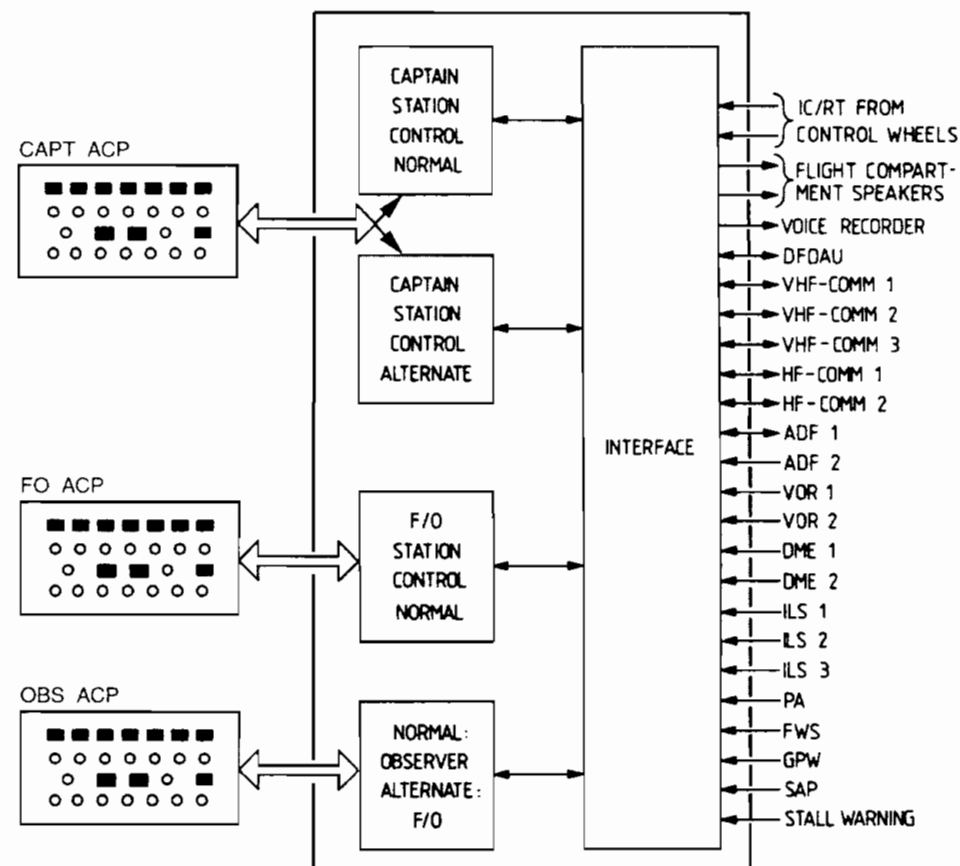 CAPT ACP
CAPTAIN
STATION
CONTROL
NORMAL
CAPTAIN
STATION
CONTROL
ALTERNATE
FO ACP
F/O
STATION
CONTROL
NORMAL
OBS ACP
NORMAL:
OBSERVER
ALTERNATE:
F/O
INTERFACE
IC/RT FROM
CONTROL WHEELS
FLIGHT COMPART-
MENT SPEAKERS
VOICE RECORDER
DFDAU
VHF-COMM 1
VHF-COMM 2
VHF-COMM 3
HF-COMM 1
HF-COMM 2
ADF 1
ADF 2
VOR 1
VOR 2
DME 1
DME 2
ILS 1
ILS 2
ILS 3
PA
FWS
GPW
SAP
STALL WARNING